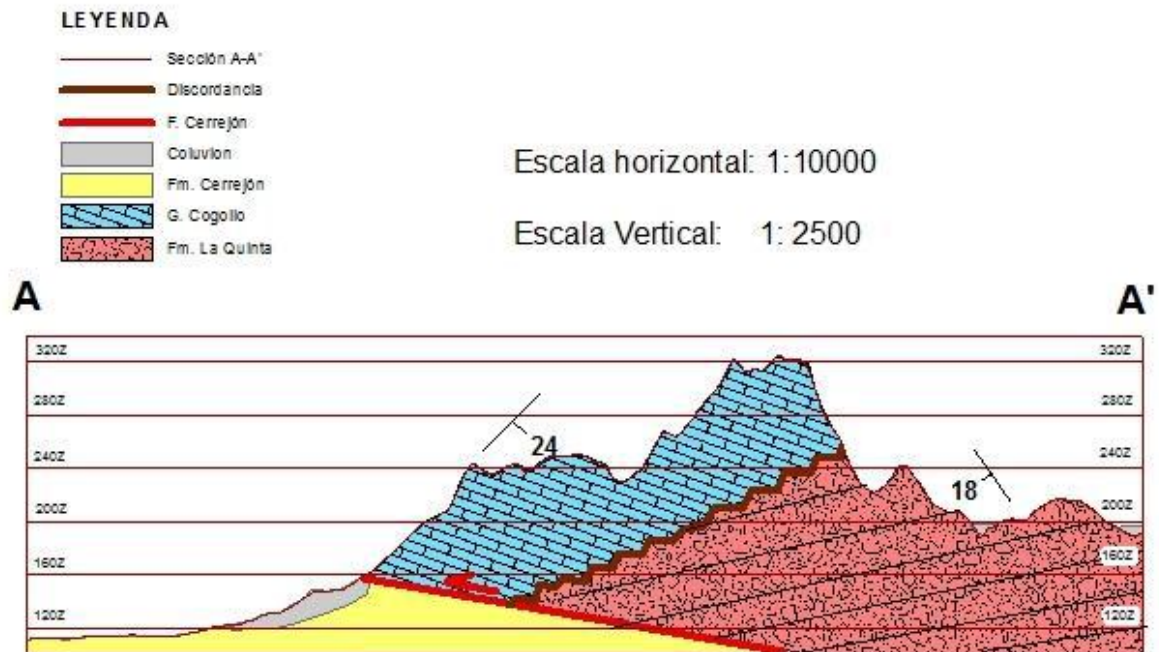 LEYENDA
Sección A-A'
Discordancia
F. Cerrejón
Coluvion
Fm. Cerrejón
G. Cogollo
Fm. La Quinta
Escala horizontal: 1:10000
Escala Vertical: 1: 2500
A
A'
320Z
320Z
280Z
280Z
24
240Z
240Z
18
200Z
200Z
160Z
160Z
120Z
120Z